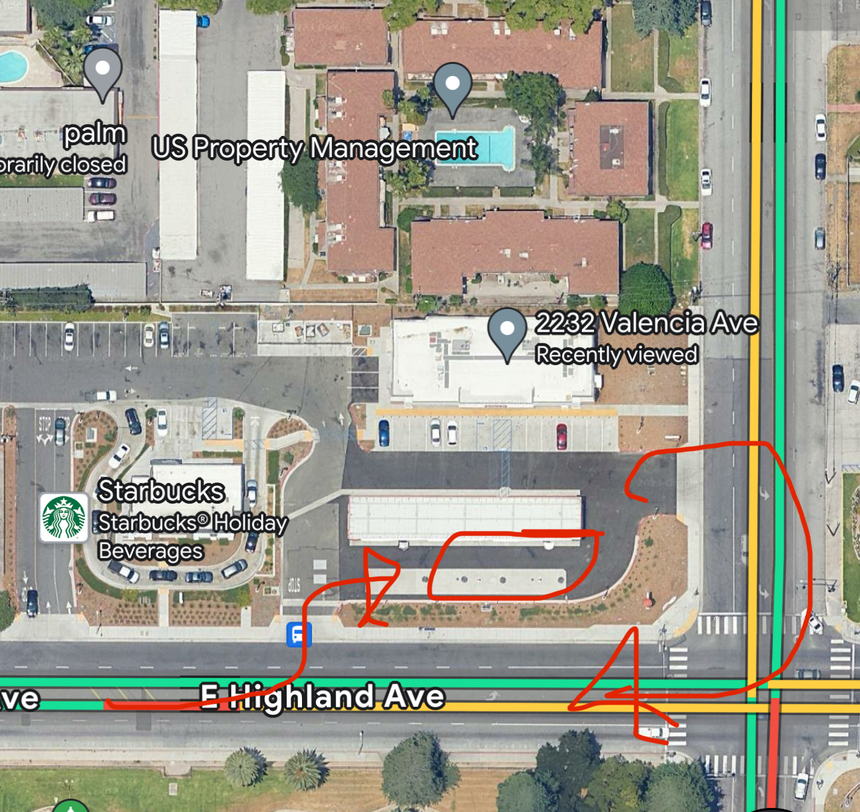 palm
orarily closed
US Property Management
2232 Valencia Ave
Recently viewed
STOP
Starbucks
Starbucks® Holiday
Beverages
STOP
ve
E Highland Ave